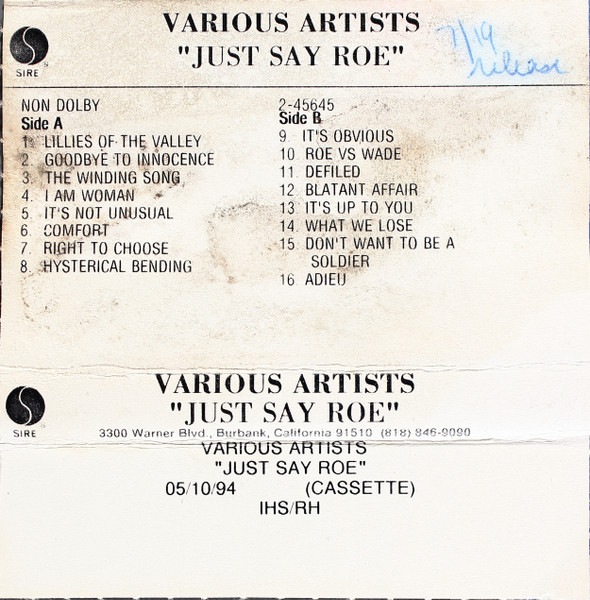 VARIOUS ARTISTS
"JUST SAY ROE"
7/19
release
SIRE
NON DOLBY
Side A
1. LILLIES OF THE VALLEY
2. GOODBYE TO INNOCENCE
3. THE WINDING SONG
4. I AM WOMAN
5. IT'S NOT UNUSUAL
6. COMFORT
7. RIGHT TO CHOOSE
8. HYSTERICAL BENDING
2-45645
Side B
9. IT'S OBVIOUS
10 ROE VS WADE
11 DEFILED
12 BLATANT AFFAIR
13 IT'S UP TO YOU
14 WHAT WE LOSE
15 DON'T WANT TO BE A
SOLDIER
16 ADIEU
VARIOUS ARTISTS
"JUST SAY ROE"
SIRE
3300 Warner Blvd., Burbank, California 91510 (818) 846-9090
VARIOUS ARTISTS
"JUST SAY ROE"
05/10/94 (CASSETTE)
IHS/RH